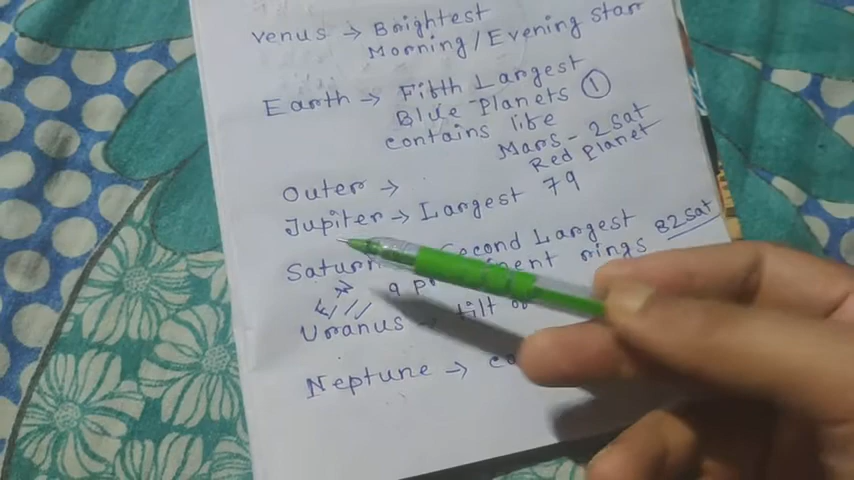 Venus → Brightest
Morning/Evening star
Earth → Fifth Largest
Blue-Planets ①
contains life
Mars - 2 sat
Red Planet
Outer →
Jupiter → Largest 79
Saturn Second Largest
a rings 82 sat
Uranus → tilt
Neptune →